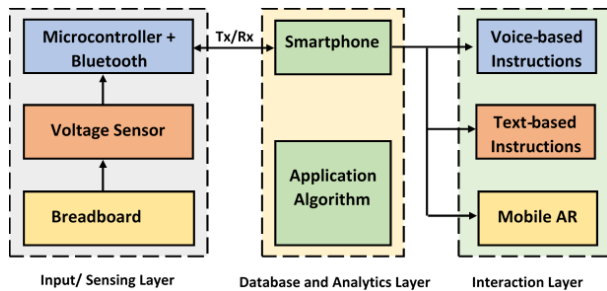 Microcontroller +
Bluetooth
Tx/Rx
Smartphone
Voice-based
Instructions
Voltage Sensor
Text-based
Instructions
Breadboard
Application
Algorithm
Mobile AR
Input/ Sensing Layer
Database and Analytics Layer
Interaction Layer